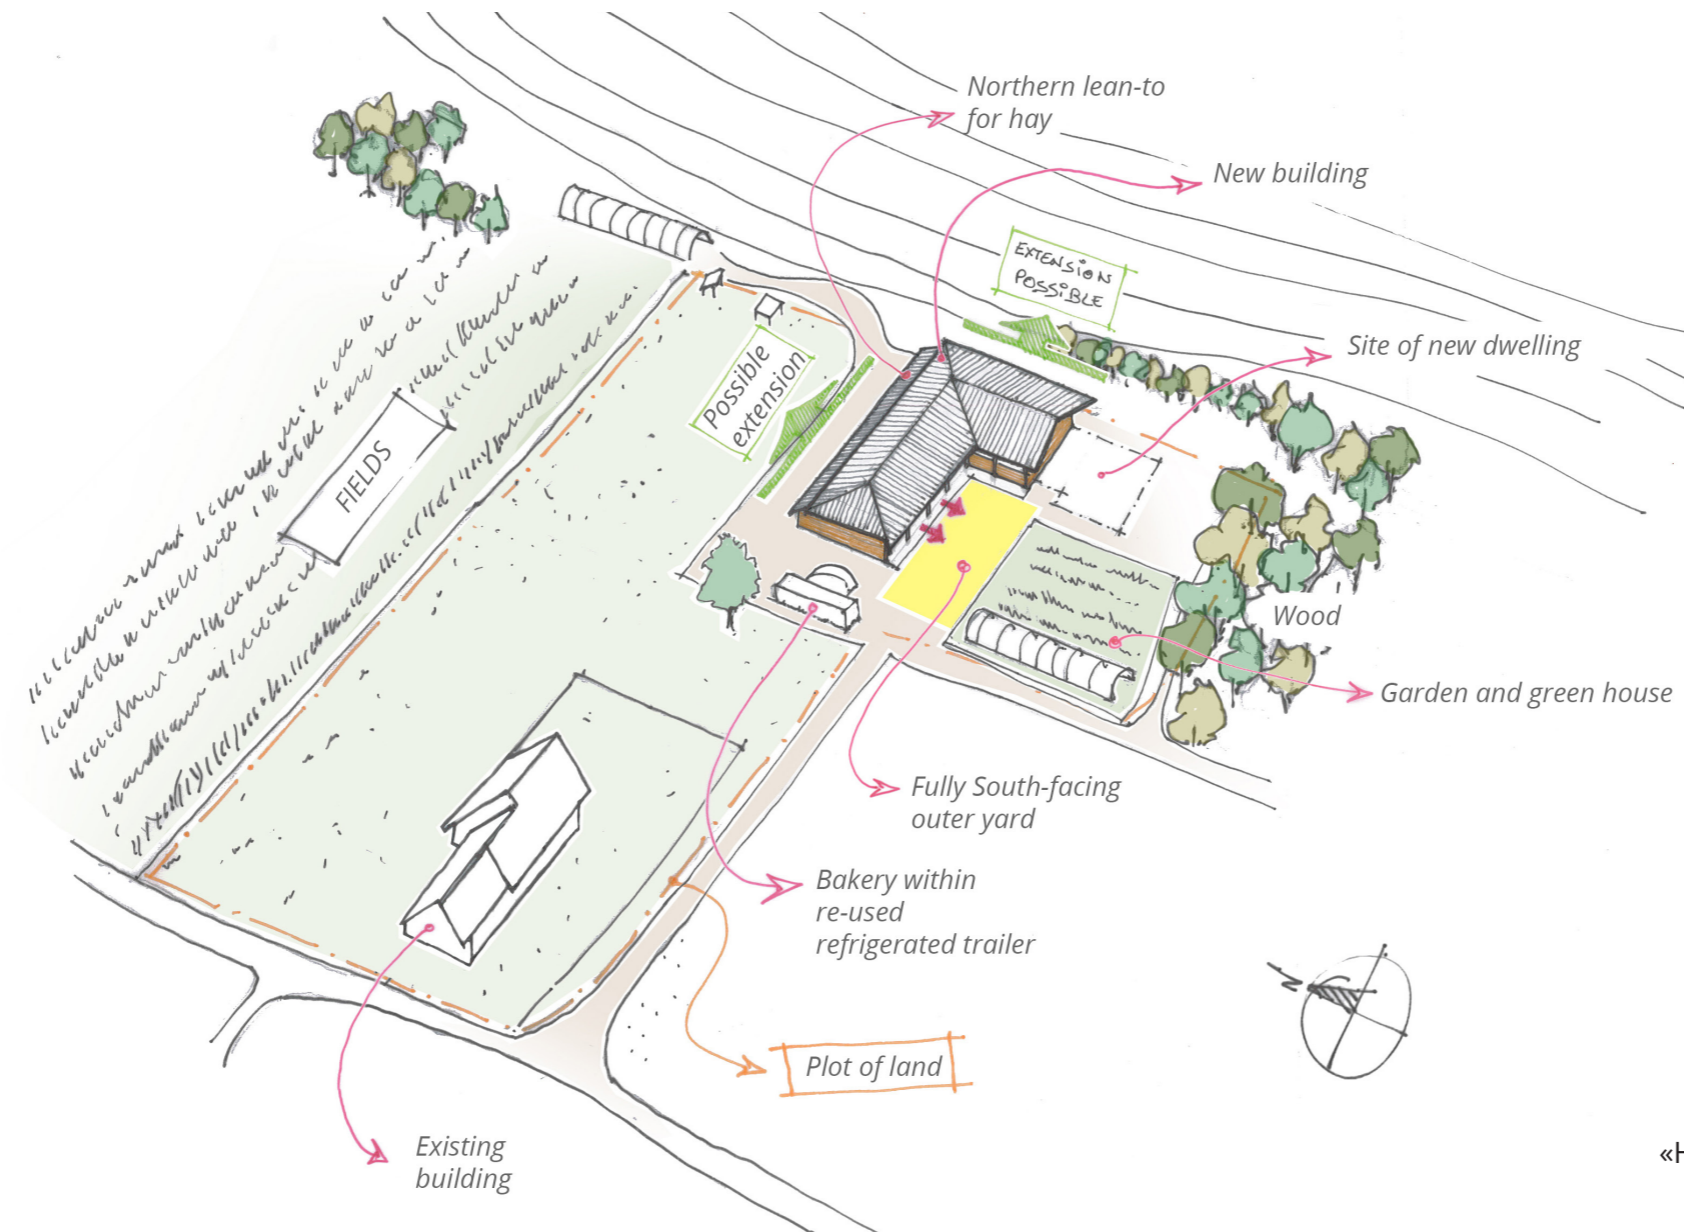 Northern lean-to
for hay
New building
EXTENSION
POSSIBLE
Site of new dwelling
Possible
extension
FIELDS
Wood
Garden and green house
Fully South-facing
outer yard
Bakery within
re-used
refrigerated trailer
N
Plot of land
Existing
building
«H